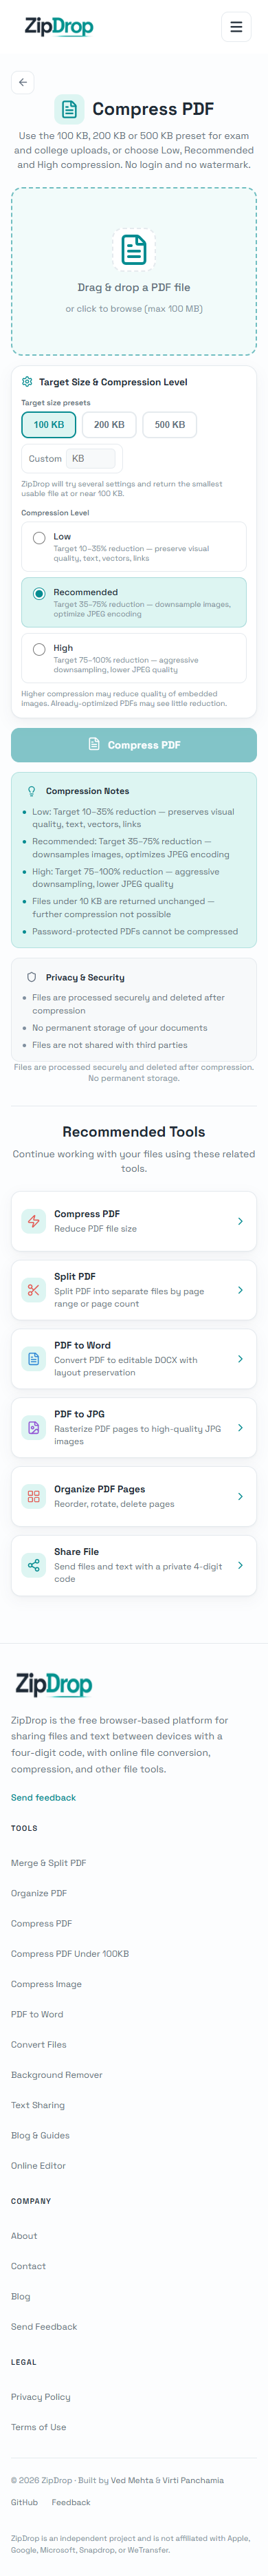 ZipDrop
Compress PDF
Use the 100 KB, 200 KB or 500 KB preset for exam
and college uploads, or choose Low, Recommended
and High compression. No login and no watermark.
Drag & drop a PDF file
or click to browse (max 100 MB)
Target Size & Compression Level
Target size presets
100 KB
200 KB
500 KB
Custom
KB
ZipDrop will try several settings and return the smallest
usable file at or near 100 KB.
Compression Level
Low
Target 10–35% reduction — preserve visual
quality, text, vectors, links
Recommended
Target 35–75% reduction — downsample images,
optimize JPEG encoding
High
Target 75–100% reduction — aggressive
downsampling, lower JPEG quality
Higher compression may reduce quality of embedded
images. Already-optimized PDFs may see little reduction.
Compress PDF
Compression Notes
Low: Target 10–35% reduction — preserves visual
quality, text, vectors, links
Recommended: Target 35–75% reduction —
downsamples images, optimizes JPEG encoding
High: Target 75–100% reduction — aggressive
downsampling, lower JPEG quality
Files under 10 KB are returned unchanged —
further compression not possible
Password-protected PDFs cannot be compressed
Privacy & Security
Files are processed securely and deleted after
compression
No permanent storage of your documents
Files are not shared with third parties
Files are processed securely and deleted after compression.
No permanent storage.
Recommended Tools
Continue working with your files using these related
tools.
Compress PDF
Reduce PDF file size
Split PDF
Split PDF into separate files by page
range or page count
PDF to Word
Convert PDF to editable DOCX with
layout preservation
PDF to JPG
Rasterize PDF pages to high-quality JPG
images
Organize PDF Pages
Reorder, rotate, delete pages
Share File
Send files and text with a private 4-digit
code
ZipDrop
ZipDrop is the free browser-based platform for
sharing files and text between devices with a
four-digit code, with online file conversion,
compression, and other file tools.
Send feedback
TOOLS
Merge & Split PDF
Organize PDF
Compress PDF
Compress PDF Under 100KB
Compress Image
PDF to Word
Convert Files
Background Remover
Text Sharing
Blog & Guides
Online Editor
COMPANY
About
Contact
Blog
Send Feedback
LEGAL
Privacy Policy
Terms of Use
© 2026 ZipDrop · Built by Ved Mehta & Virti Panchamia
GitHub Feedback
ZipDrop is an independent project and is not affiliated with Apple,
Google, Microsoft, Snapdrop, or WeTransfer.